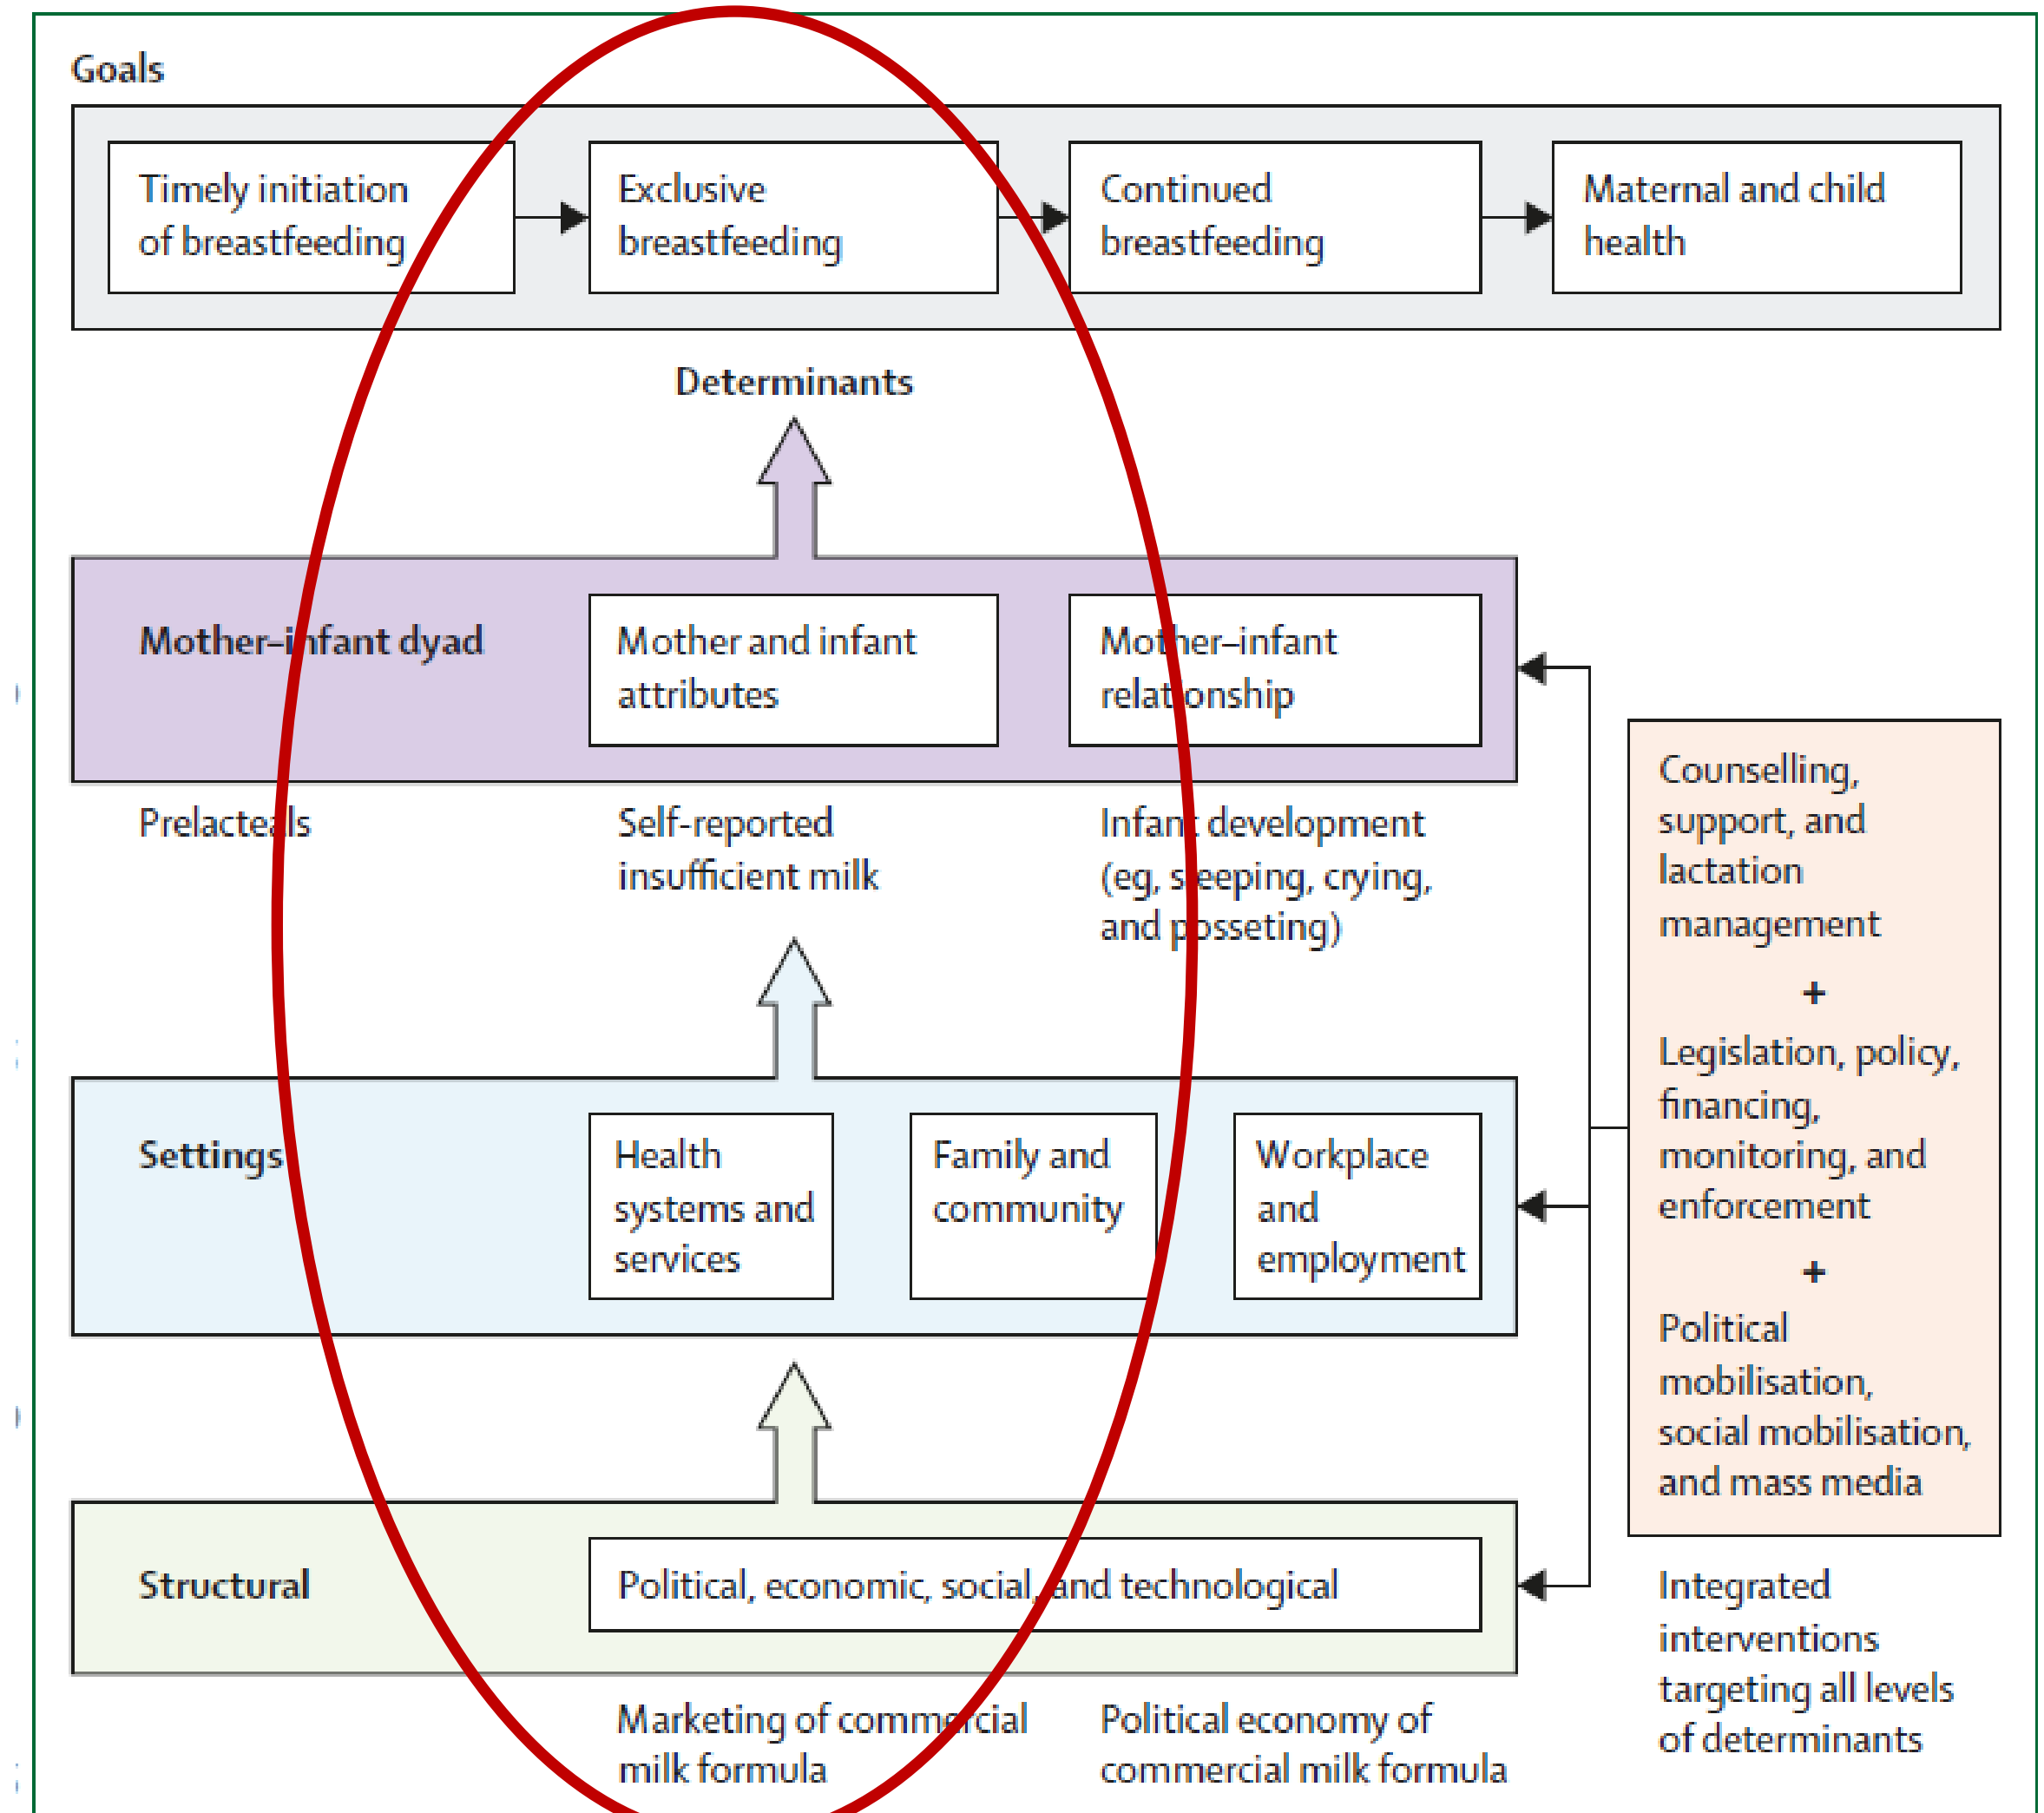 Goals
Timely initiation
of breastfeeding
Exclusive
breastfeeding
Continued
breastfeeding
Maternal and child
health
Determinants
Mother–infant dyad
Mother and infant
attributes
Mother–infant
relationship
Prelacteals
Self-reported
insufficient milk
Infant development
(eg, sleeping, crying,
and posseting)
Settings
Health
systems and
services
Family and
community
Workplace
and
employment
Structural
Political, economic, social, and technological
Marketing of commercial
milk formula
Political economy of
commercial milk formula
Counselling,
support, and
lactation
management
+
Legislation, policy,
financing,
monitoring, and
enforcement
+
Political
mobilisation,
social mobilisation,
and mass media
Integrated
interventions
targeting all levels
of determinants